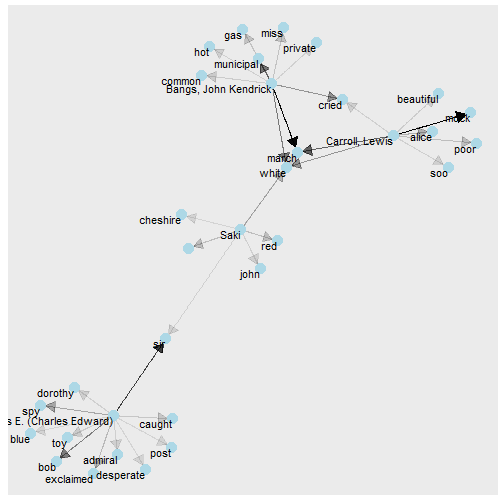 miss
gas
private
hot
municipal
common
Bangs, John Kendrick
beautiful
cried
mock
Carroll, Lewis
alice
poor
march
soo
white
cheshire
Saki
red
john
sir
dorothy
spy
s E. (Charles Edward)
caught
blue
toy
post
bob
admiral
exclaimed
desperate